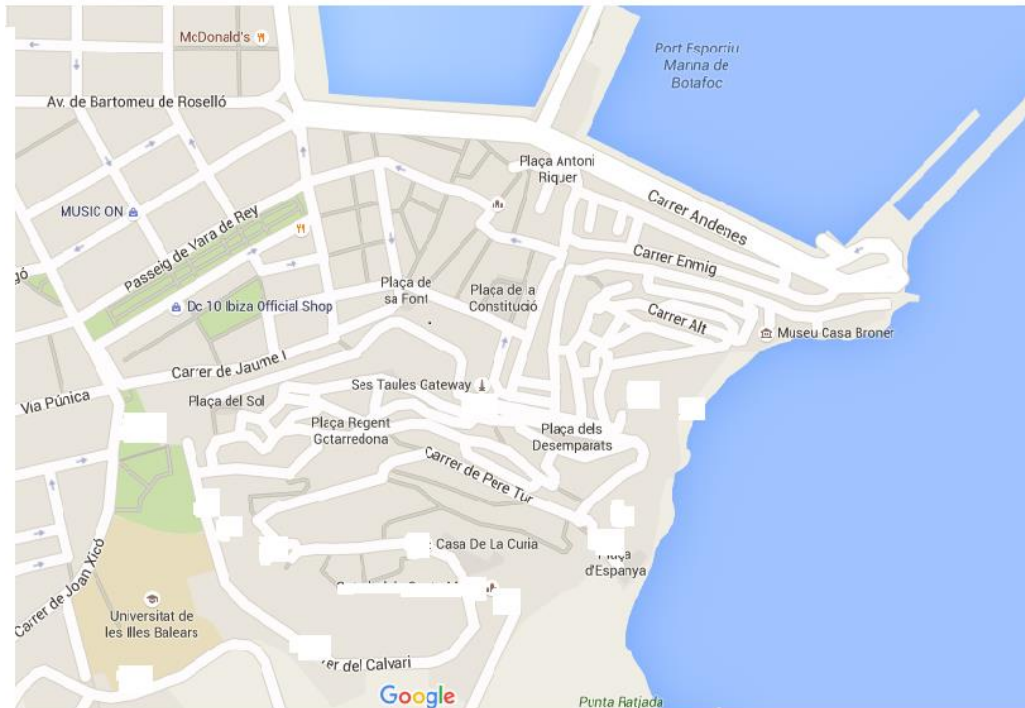 McDonald's
Port Esportiu
Marina de
Botafoc
Av. de Bartomeu de Roselló
Plaça Antoni
Riquer
MUSIC ON
Passeig de Vara de Rey
Carrer Andenes
Carrer Enmig
gó
Plaça de
sa Font
Plaça de la
Constitució
Dc 10 Ibiza Official Shop
Carrer Alt
Museu Casa Broner
Carrer de Jaume I
Ses Taules Gateway
Via Púnica
Plaça del Sol
Plaça Regent
Gotarredona
Plaça dels
Desemparats
Carrer de Pere Tur
Casa De La Curia
Plaça
d'Espanya
Carrer de Joan Xicó
Universitat de
les Illes Balears
rer del Calvari
Google
Punta Ratjada